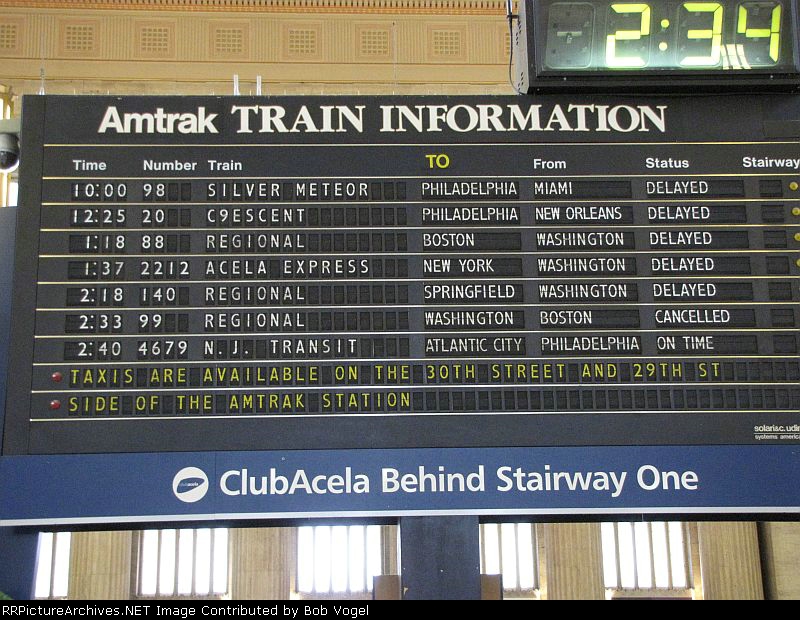 2:34
Amtrak TRAIN INFORMATION
Time Number Train TO From Status Stairway
10:00 98 SILVER METEOR PHILADELPHIA MIAMI DELAYED
12:25 20 C9ESCENT PHILADELPHIA NEW ORLEANS DELAYED
1:18 88 REGIONAL BOSTON WASHINGTON DELAYED
1:37 2212 ACELA EXPRESS NEW YORK WASHINGTON DELAYED
2:18 140 REGIONAL SPRINGFIELD WASHINGTON DELAYED
2:33 99 REGIONAL WASHINGTON BOSTON CANCELLED
2:40 4679 N.J. TRANSIT ATLANTIC CITY PHILADELPHIA ON TIME
TAXIS ARE AVAILABLE ON THE 30TH STREET AND 29TH ST
SIDE OF THE AMTRAK STATION
systems america
ClubAcela Behind Stairway One
© RRPictureArchives.NET Image Contributed by Bob Vogel